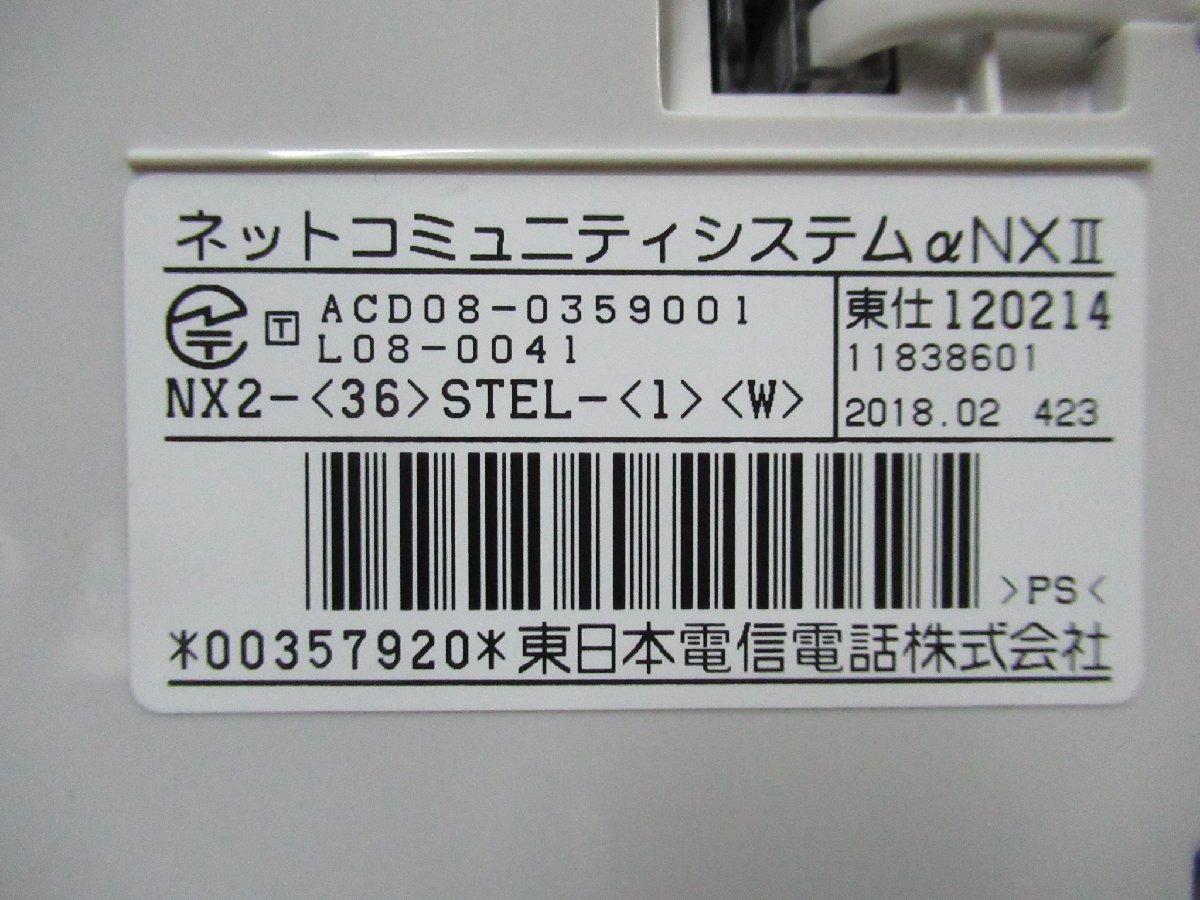 ネットコミュニティシステムαNXⅡ
T ACD08-0359001
L08-0041
NX2-<36>STEL-<1><W>
東仕120214
11838601
2018.02 423
>PS<
*00357920*東日本電信電話株式会社